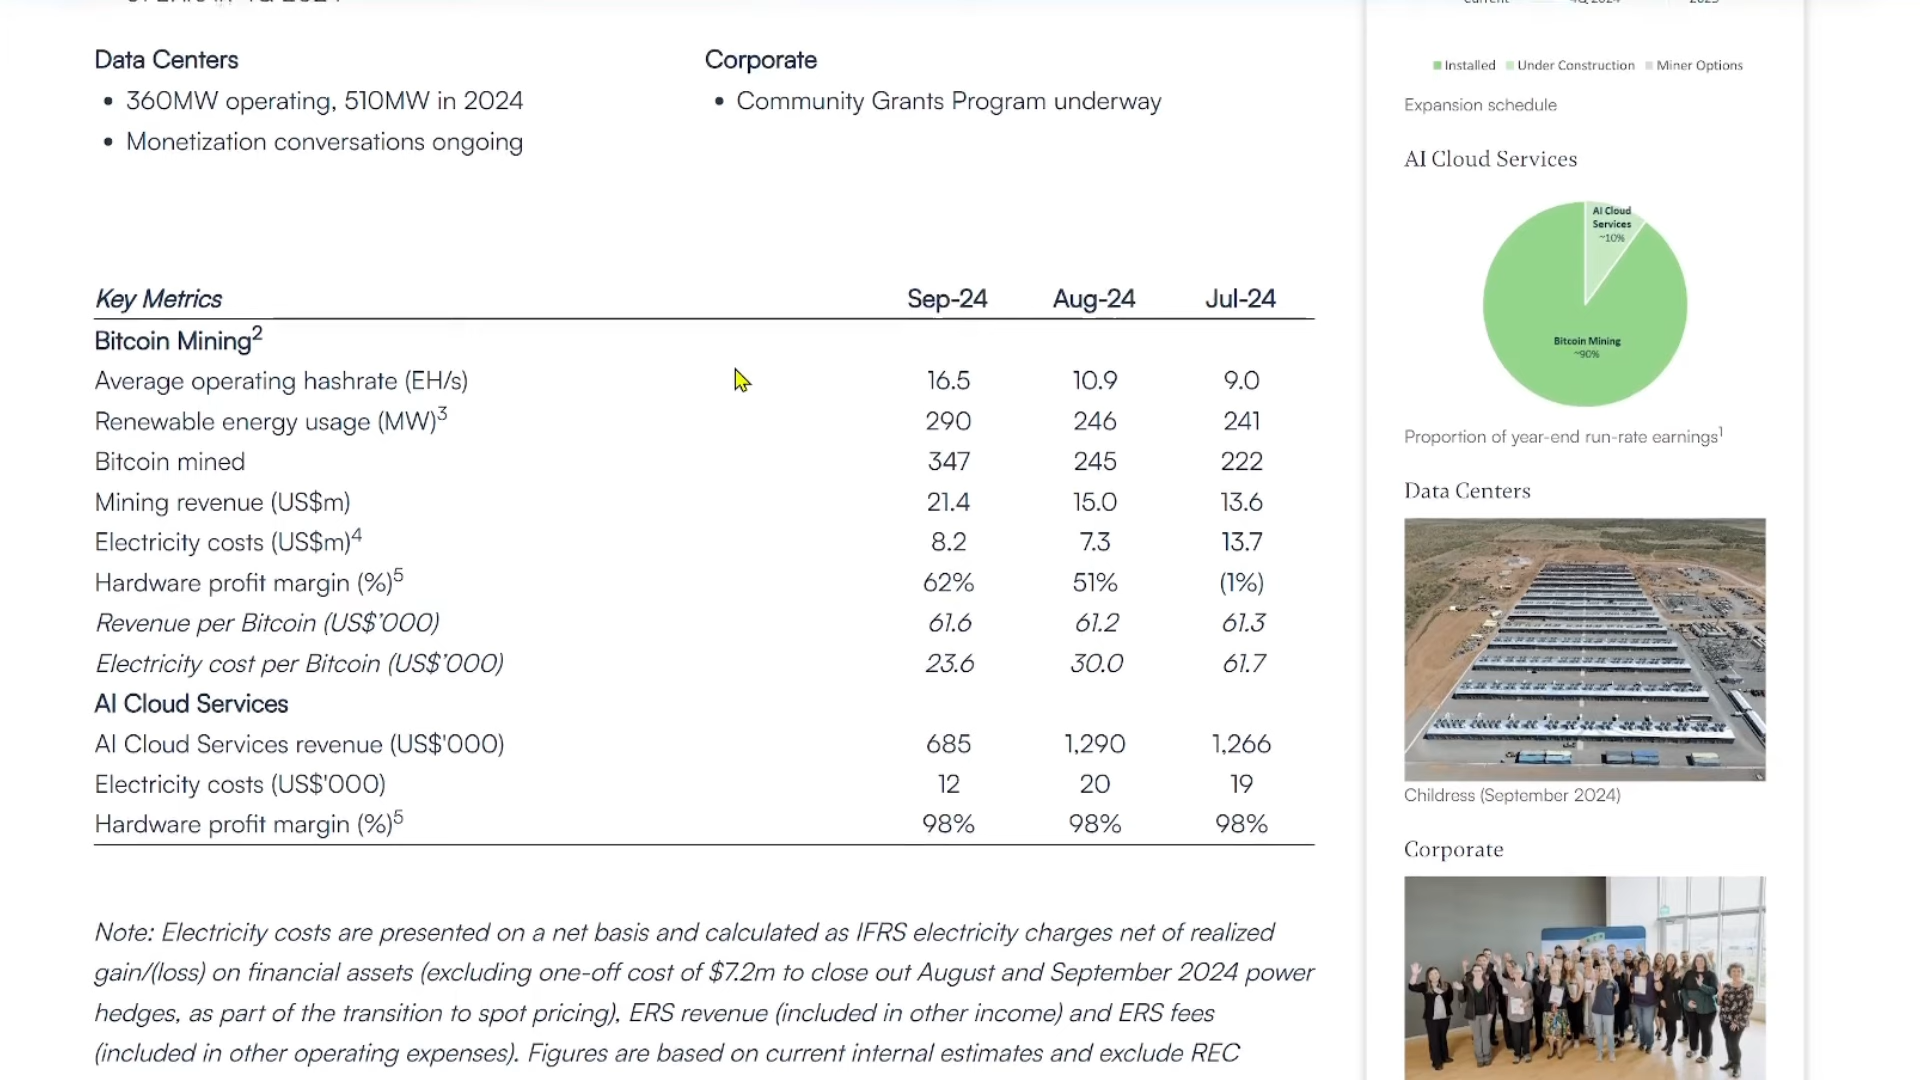 Data Centers
• 360MW operating, 510MW in 2024
• Monetization conversations ongoing
Corporate
• Community Grants Program underway
Key Metrics Sep-24 Aug-24 Jul-24
Bitcoin Mining2
Average operating hashrate (EH/s) 16.5 10.9 9.0
Renewable energy usage (MW)3 290 246 241
Bitcoin mined 347 245 222
Mining revenue (US$m) 21.4 15.0 13.6
Electricity costs (US$m)4 8.2 7.3 13.7
Hardware profit margin (%)5 62% 51% (1%)
Revenue per Bitcoin (US$'000) 61.6 61.2 61.3
Electricity cost per Bitcoin (US$'000) 23.6 30.0 61.7
AI Cloud Services
AI Cloud Services revenue (US$'000) 685 1,290 1,266
Electricity costs (US$'000) 12 20 19
Hardware profit margin (%)5 98% 98% 98%
Note: Electricity costs are presented on a net basis and calculated as IFRS electricity charges net of realized
gain/(loss) on financial assets (excluding one-off cost of $7.2m to close out August and September 2024 power
hedges, as part of the transition to spot pricing), ERS revenue (included in other income) and ERS fees
(included in other operating expenses). Figures are based on current internal estimates and exclude REC
Installed Under Construction Miner Options
Expansion schedule
AI Cloud Services
AI Cloud
Services
~10%
Bitcoin Mining
~90%
Proportion of year-end run-rate earnings1
Data Centers
Childress (September 2024)
Corporate